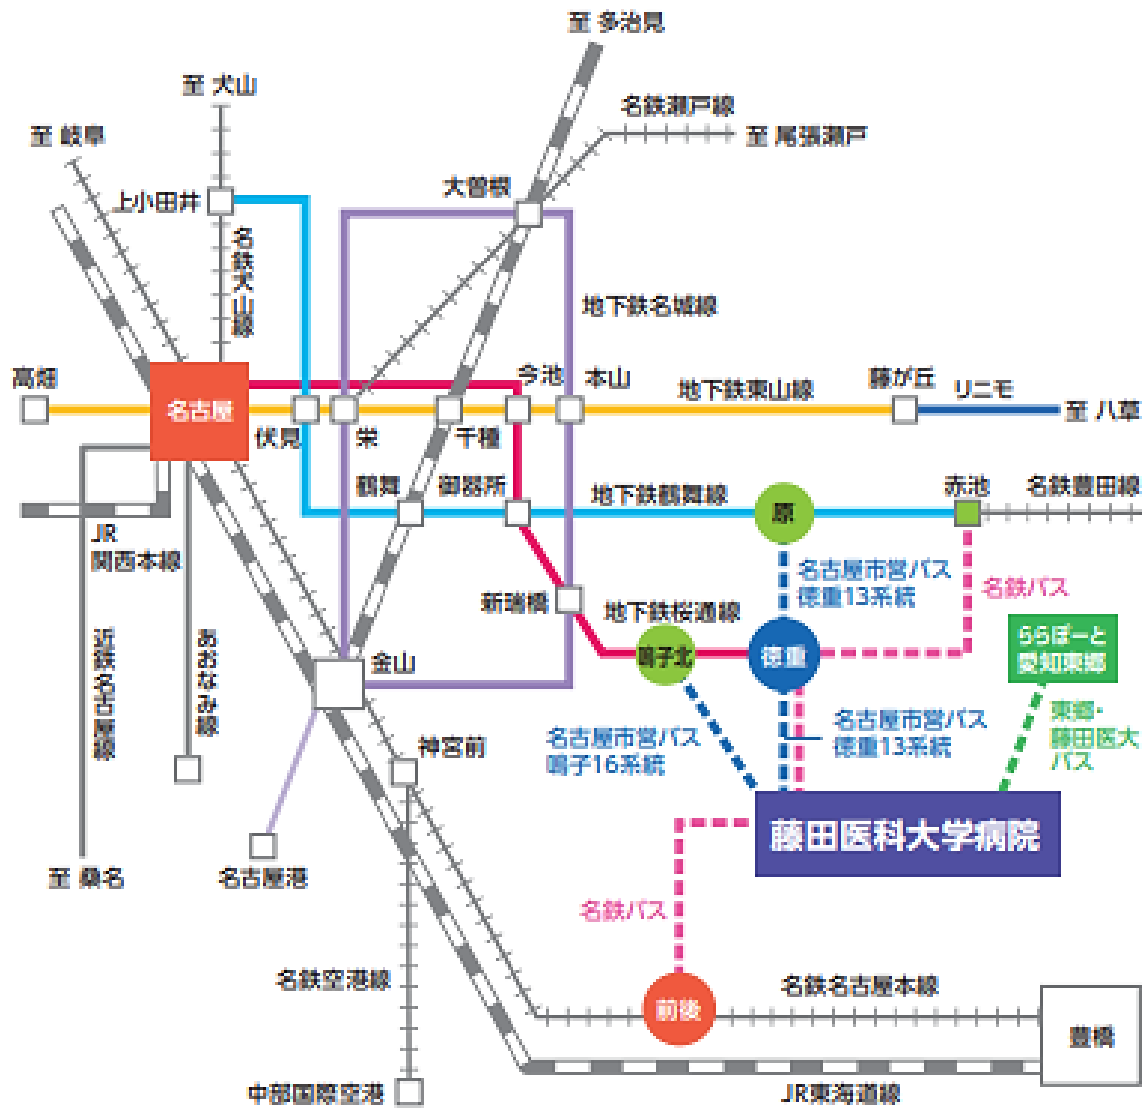 至 多治見
至 犬山
名鉄瀬戸線
至 岐阜
至 尾張瀬戸
大曽根
上小田井
名鉄犬山線
地下鉄名城線
高畑
名古屋
今池
本山
地下鉄東山線
藤が丘
リニモ
至 八草
伏見
栄
千種
鶴舞
御器所
地下鉄鶴舞線
原
赤池
名鉄豊田線
JR
関西本線
名古屋市営バス
徳重13系統
名鉄バス
新瑞橋
地下鉄桜通線
鳴子北
徳重
ららぽーと
愛知東郷
近鉄名古屋線
あおなみ線
金山
名古屋市営バス
鳴子16系統
名古屋市営バス
徳重13系統
東郷・
藤田医大
バス
神宮前
藤田医科大学病院
至 桑名
名古屋港
名鉄バス
名鉄空港線
前後
名鉄名古屋本線
豊橋
中部国際空港
JR東海道線